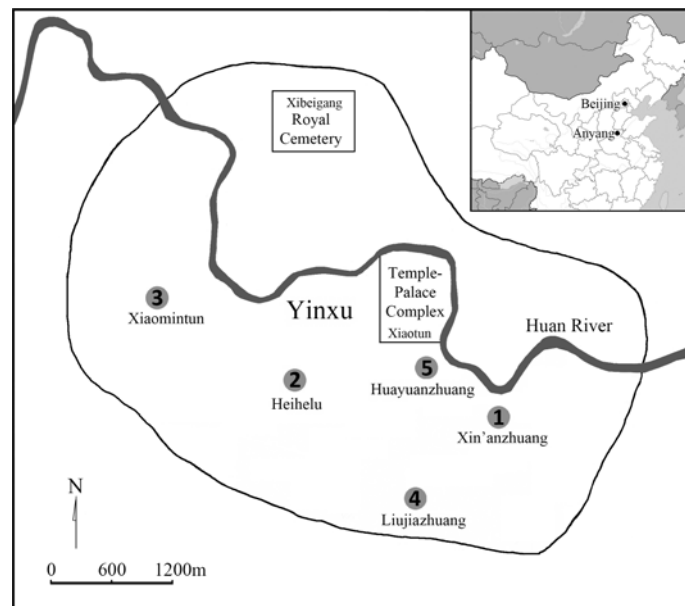 Beijing
Anyang
Xibeigang
Royal
Cemetery
Temple-
Palace
Complex
Xiaotun
3
Xiaomintun
Yinxu
Huan River
2
Heihelu
5
Huayuanzhuang
1
Xin'anzhuang
4
Liujiazhuang
N
0 600 1200m